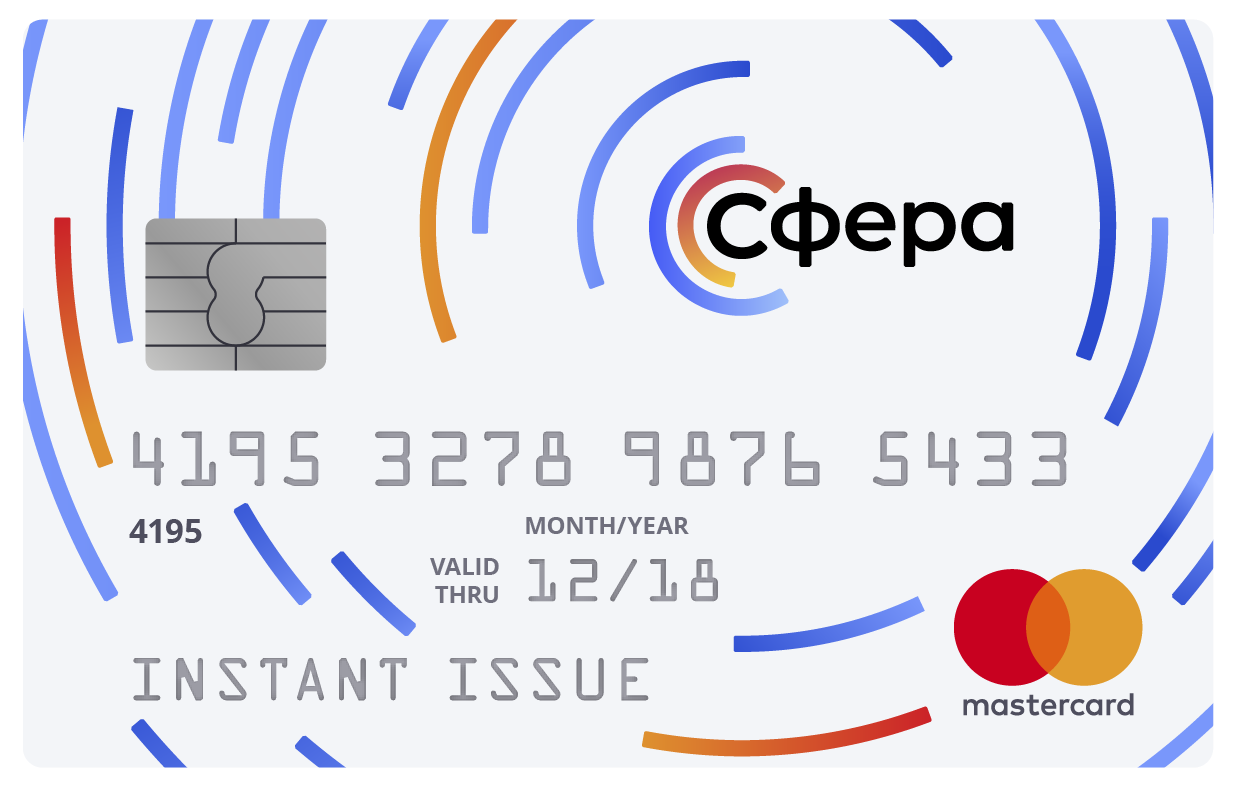 Сфера
4195 3278 9876 5433
4195
MONTH/YEAR
VALID
THRU
12/18
INSTANT ISSUE
mastercard